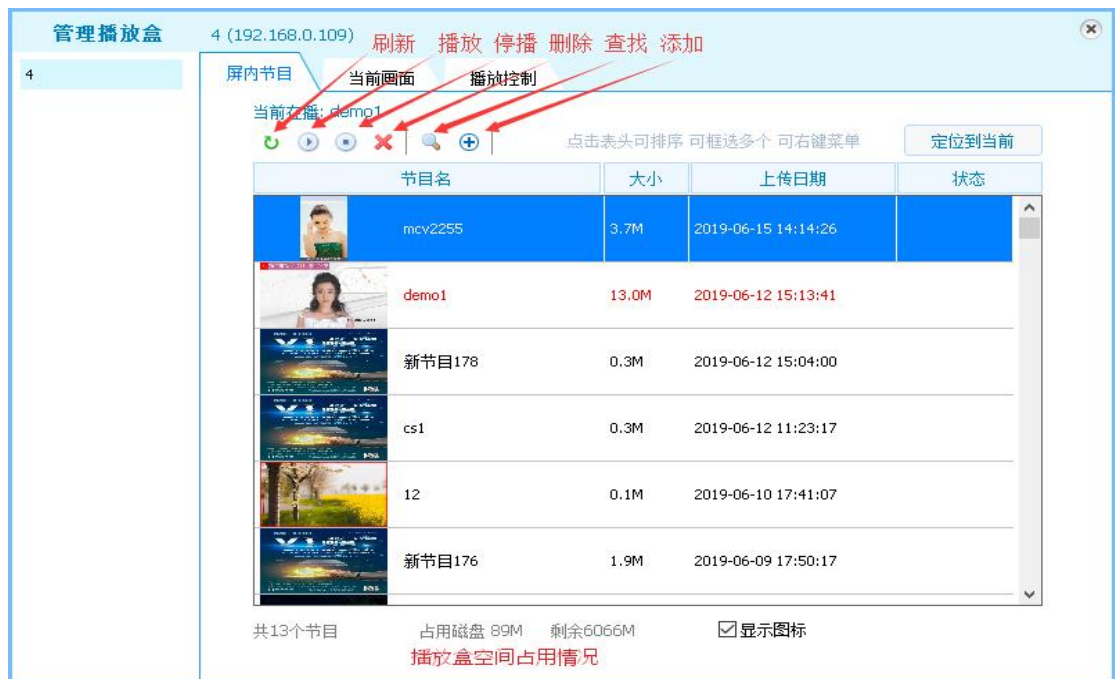 管理播放盒
4 (192.168.0.109)
刷新 播放 停播 删除 查找 添加
4
屏内节目 当前画面 播放控制
当前在播: demo1
点击表头可排序 可框选多个 可右键菜单 定位到当前
节目名 大小 上传日期 状态
mcv2255 3.7M 2019-06-15 14:14:26
demo1 13.0M 2019-06-12 15:13:41
新节目178 0.3M 2019-06-12 15:04:00
cs1 0.3M 2019-06-12 11:23:17
12 0.1M 2019-06-10 17:41:07
新节目176 1.9M 2019-06-09 17:50:17
共13个节目 占用磁盘 89M 剩余6066M 显示图标
播放盒空间占用情况